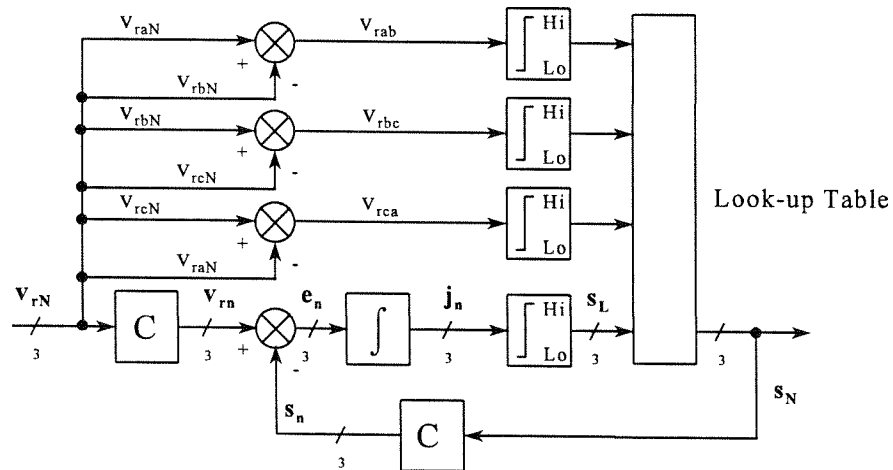 VraN
+
Vrab
Hi
Lo
VrbN
-
VrbN
+
Vrbc
Hi
Lo
VrcN
-
VrcN
+
Vrca
Hi
Lo
VraN
-
Look-up Table
VrN
3
C
Vrn
3
+
-
en
3
∫
jn
3
Hi
Lo
sL
3
3
sN
sn
3
C